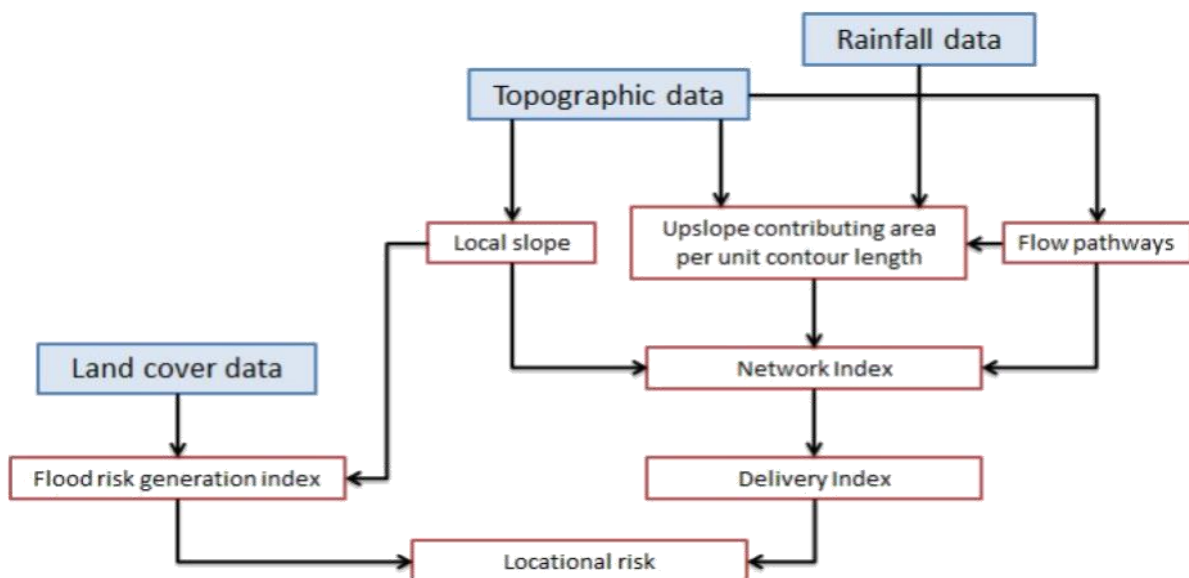 Rainfall data
Topographic data
Local slope
Upslope contributing area
per unit contour length
Flow pathways
Land cover data
Network Index
Flood risk generation index
Delivery Index
Locational risk